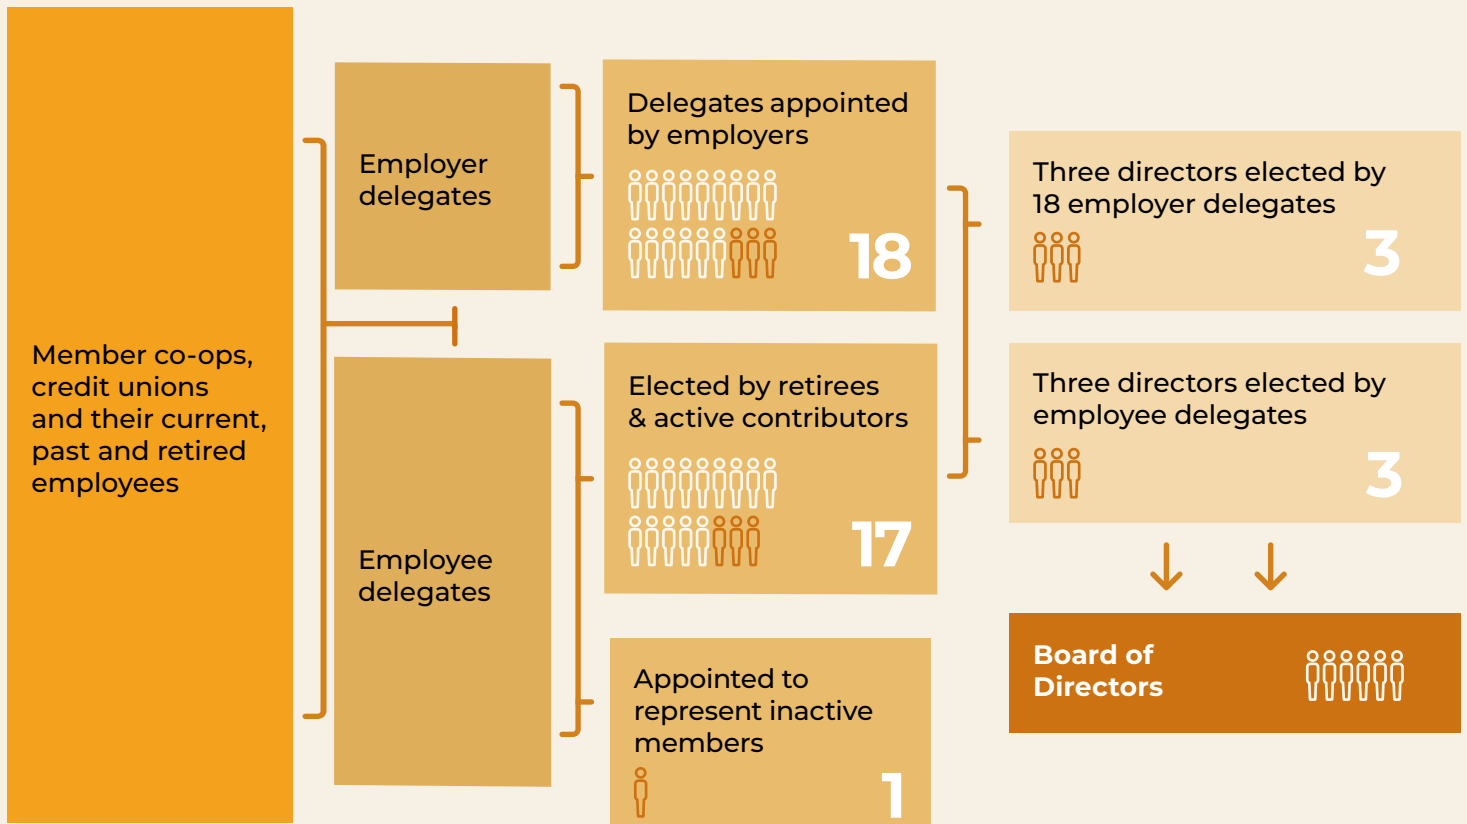 Member co-ops,
credit unions
and their current,
past and retired
employees
Employer
delegates
Employee
delegates
Delegates appointed
by employers
18
Elected by retirees
& active contributors
17
Appointed to
represent inactive
members
1
Three directors elected by
18 employer delegates
3
Three directors elected by
employee delegates
3
Board of
Directors